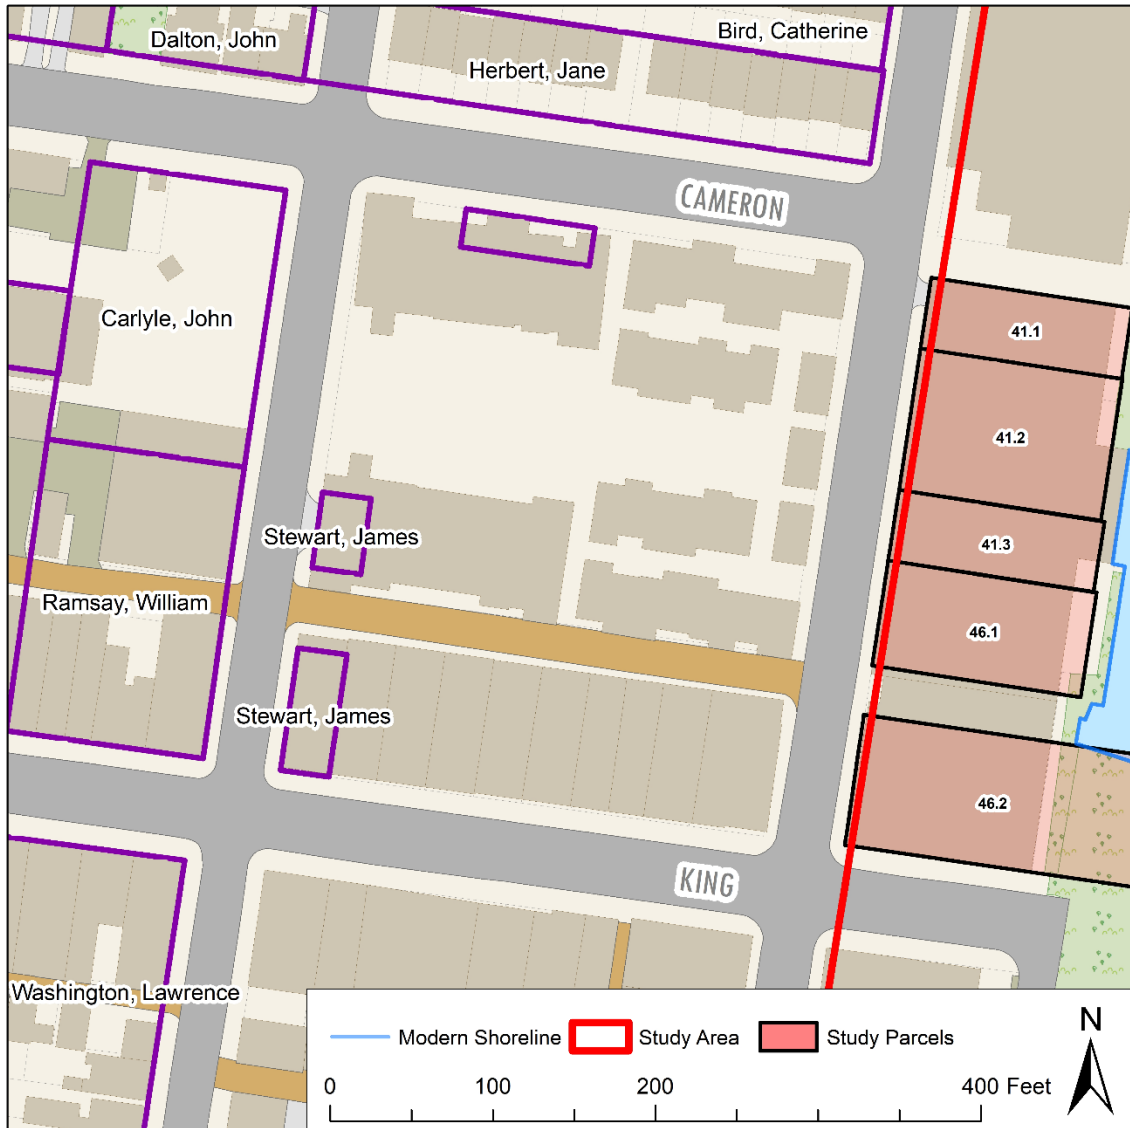 Dalton, John
Bird, Catherine
Herbert, Jane
CAMERON
Carlyle, John
41.1
41.2
Stewart, James
41.3
Ramsay, William
46.1
Stewart, James
46.2
KING
Washington, Lawrence
Modern Shoreline
Study Area
Study Parcels
N
0 100 200 400 Feet